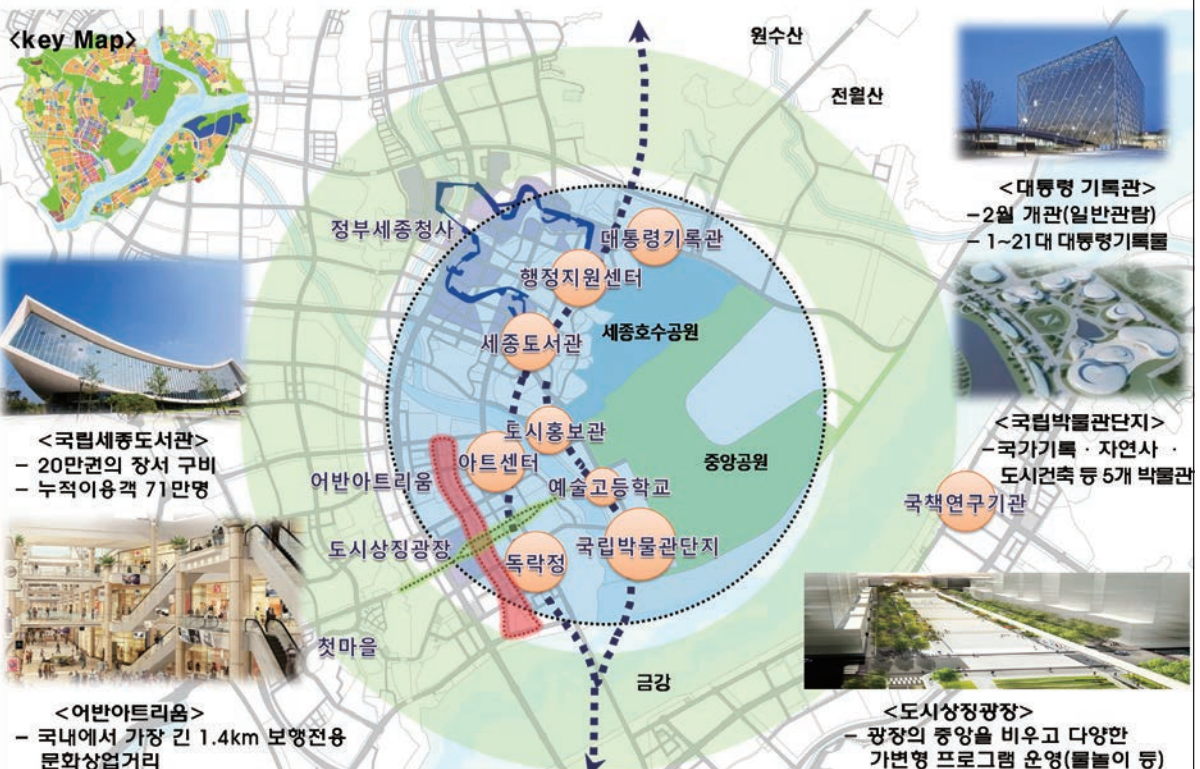 <key Map>
원수산
전월산
<대통령 기록관>
-2월 개관(일반관람)
- 1~21대 대통령기록물
정부세종청사
대통령기록관
행정지원센터
세종도서관
세종호수공원
<국립세종도서관>
- 20만권의 장서 구비
- 누적이용객 71만명
<국립박물관단지>
-국가기록 · 자연사 ·
도시건축 등 5개 박물관
도시홍보관
아트센터
중앙공원
어반아트리움
예술고등학교
국책연구기관
도시상징광장
독락정
국립박물관단지
첫마을
금강
<어반아트리움>
- 국내에서 가장 긴 1.4km 보행전용
문화상업거리
<도시상징광장>
- 광장의 중앙을 비우고 다양한
가변형 프로그램 운영(물놀이 등)